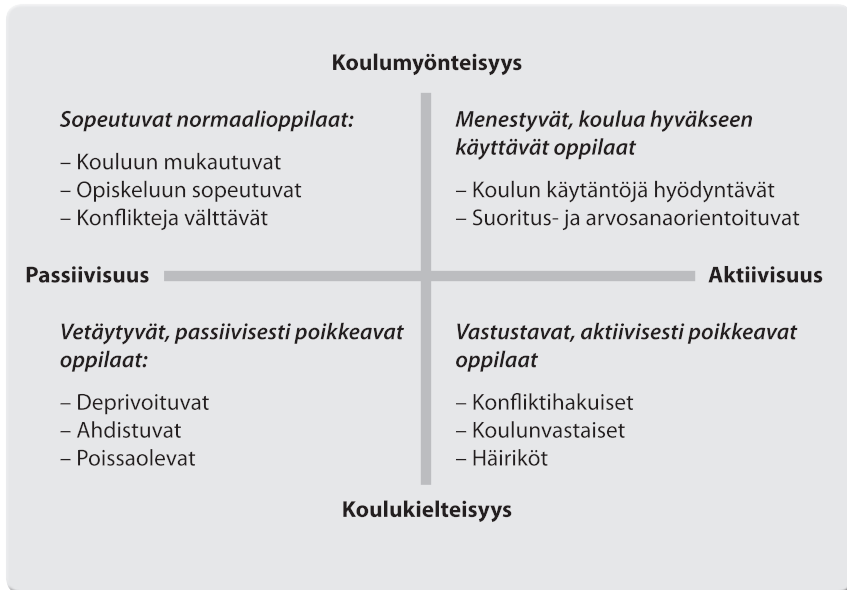 Koulumyönteisyys
Sopeutuvat normaalioppilaat:
– Kouluun mukautuvat
– Opiskeluun sopeutuvat
– Konflikteja välttävät
Menestyvät, koulua hyväkseen
käyttävät oppilaat
– Koulun käytäntöjä hyödyntävät
– Suoritus- ja arvosanaorientoituvat
Passiivisuus
Aktiivisuus
Vetäytyvät, passiivisesti poikkeavat
oppilaat:
– Deprivoituvat
– Ahdistuvat
– Poissaolevat
Vastustavat, aktiivisesti poikkeavat
oppilaat
– Konfliktihakuiset
– Koulunvastaiset
– Häiriköt
Koulukielteisyys